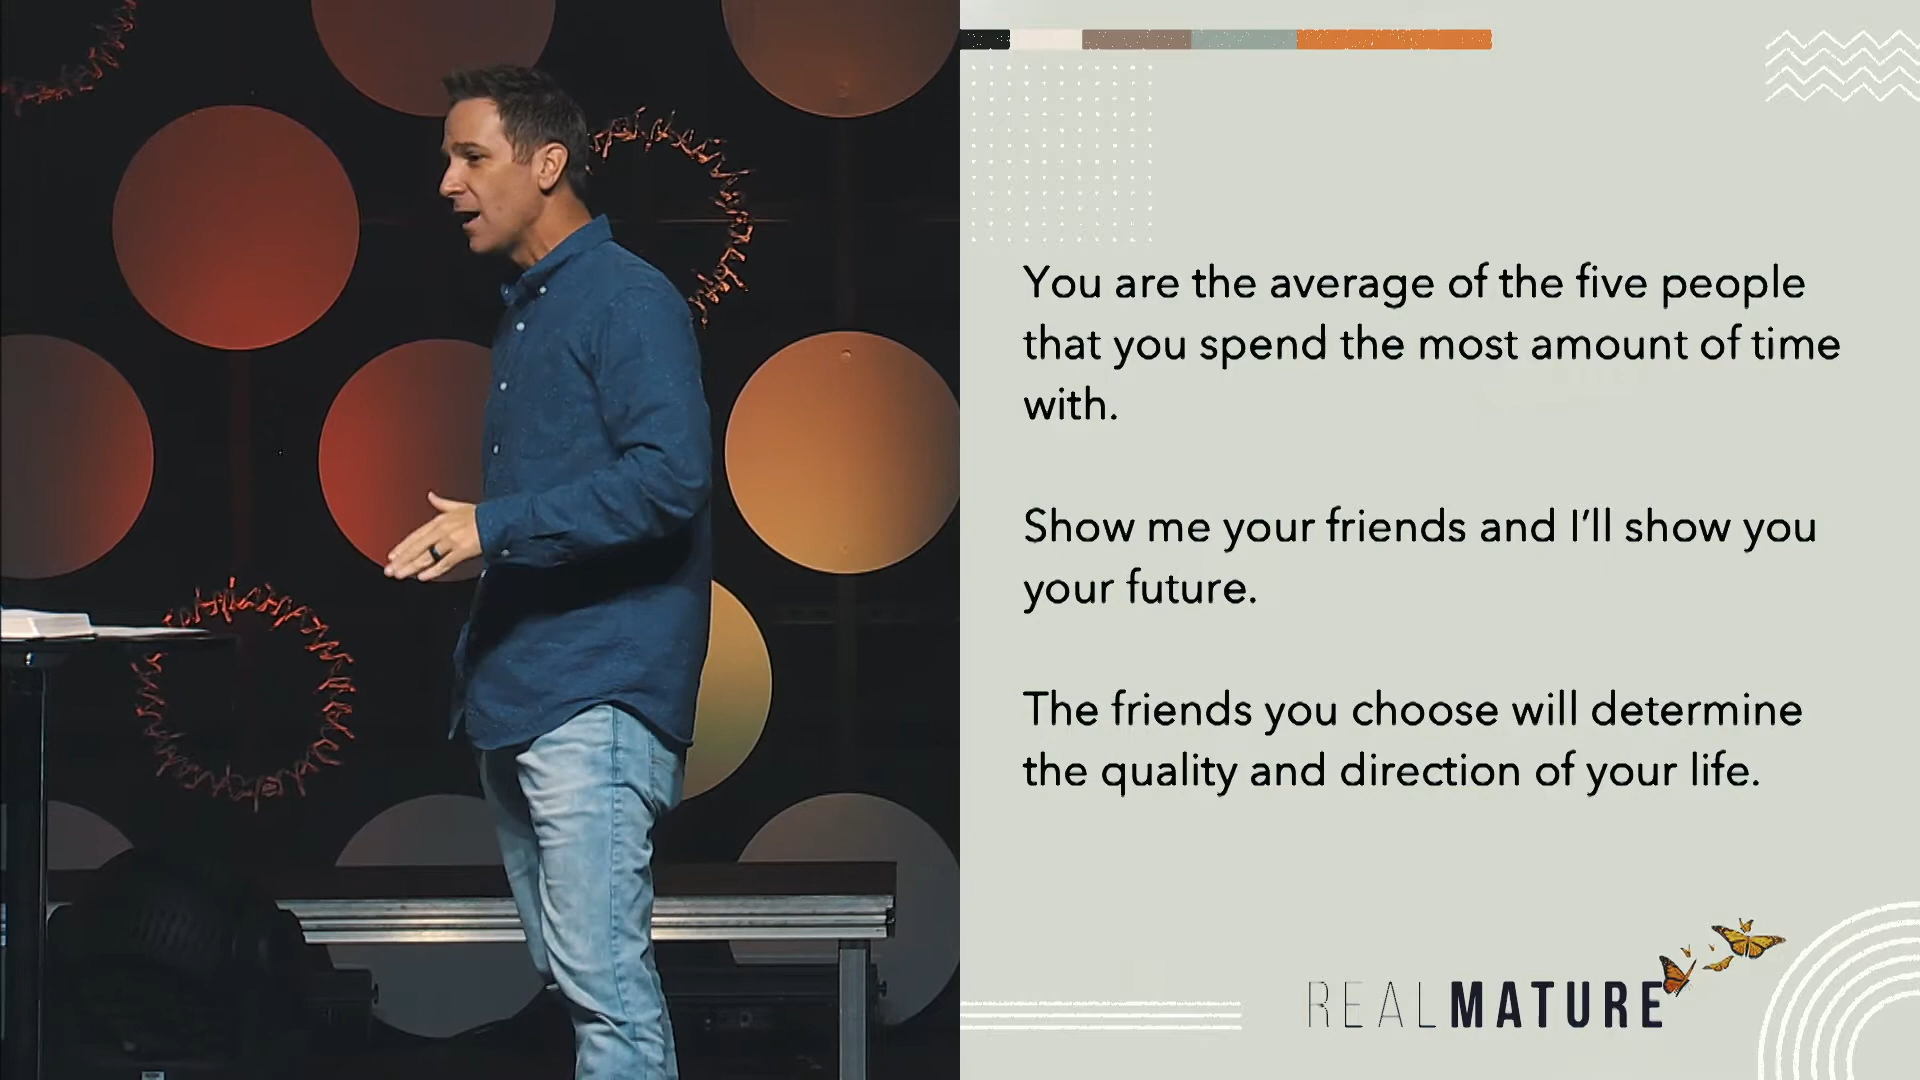 You are the average of the five people
that you spend the most amount of time
with.
Show me your friends and I'll show you
your future.
The friends you choose will determine
the quality and direction of your life.
REALMATURE